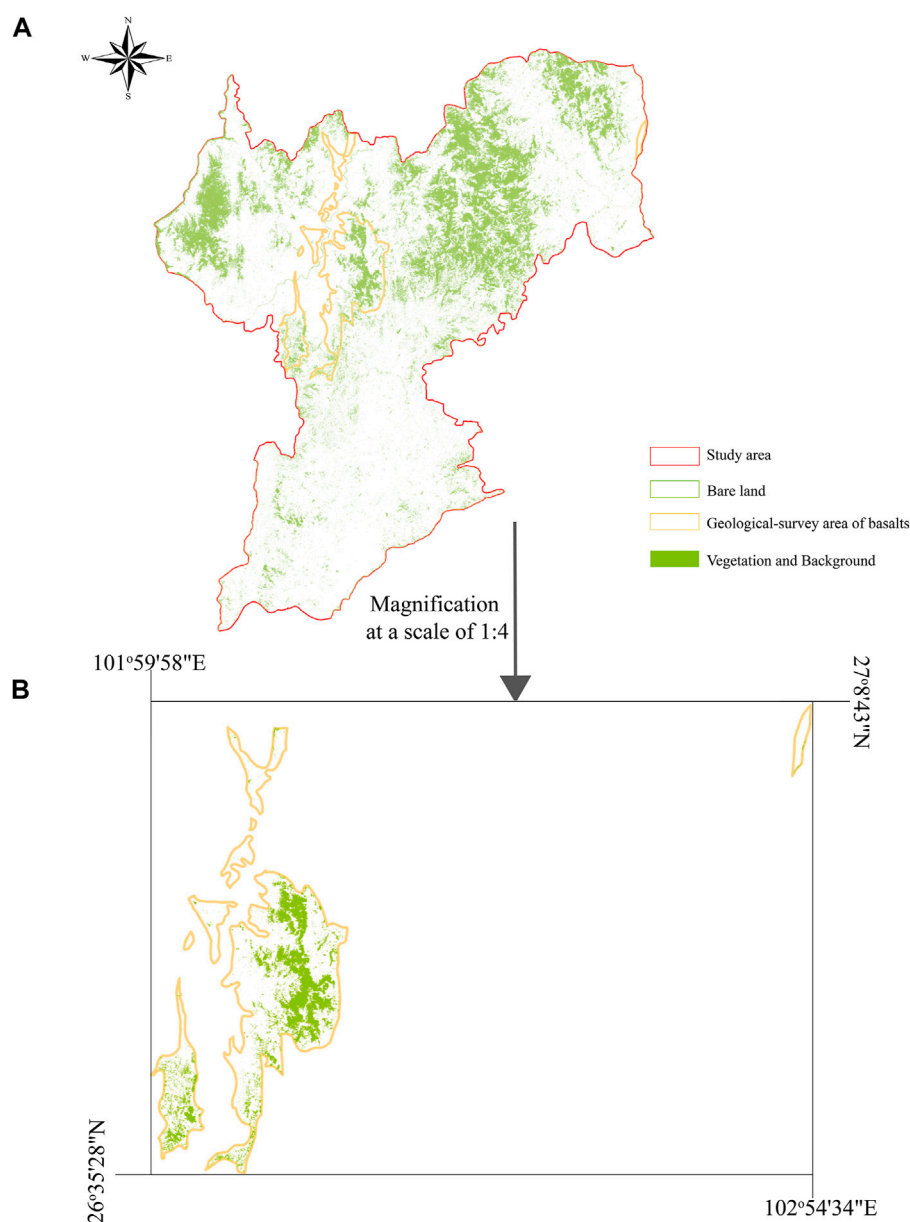 A
N
W
E
S
Study area
Bare land
Geological-survey area of basalts
Vegetation and Background
Magnification
at a scale of 1:4
101°59'58"E
B
27°8'43"N
26°35'28"N
102°54'34"E